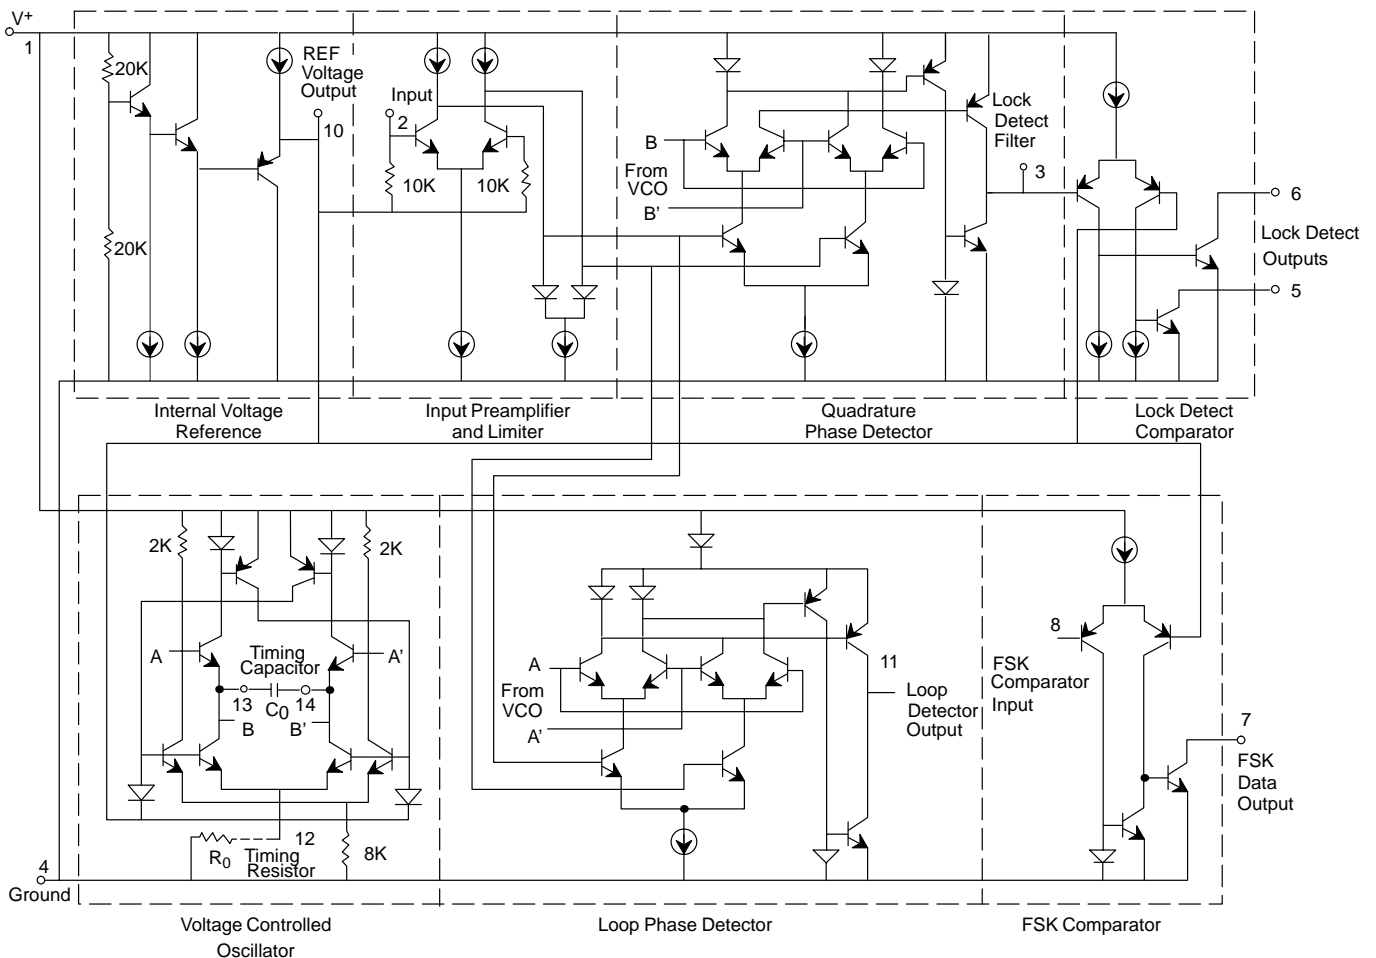 V+
1
20K
20K
REF
Voltage
Output
10
Input
2
10K
10K
B
From
VCO
B'
Lock
Detect
Filter
3
6
Lock Detect
Outputs
5
Internal Voltage
Reference
Input Preamplifier
and Limiter
Quadrature
Phase Detector
Lock Detect
Comparator
2K
2K
A
Timing
Capacitor
A'
13
C0
14
B
B'
12
R0
Timing
Resistor
8K
4
Ground
A
From
VCO
A'
11
Loop
Detector
Output
8
FSK
Comparator
Input
7
FSK
Data
Output
Voltage Controlled
Oscillator
Loop Phase Detector
FSK Comparator